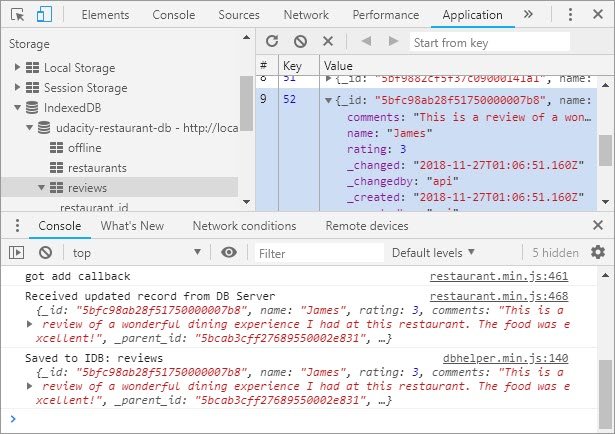 Elements Console Sources Network Performance Application »
Storage
Start from key
Local Storage
Session Storage
IndexedDB
udacity-restaurant-db - http://loca
offline
restaurants
reviews
restaurant_id
# Key Value
8 51 {_id: "5bf9882cf5f37c09000141a1", name:
9 52 {_id: "5bfc98ab28f51750000007b8", name:
comments: "This is a review of a won…
name: "James"
rating: 3
_changed: "2018-11-27T01:06:51.160Z"
_changedby: "api"
_created: "2018-11-27T01:06:51.160Z"
Console What's New Network conditions Remote devices
top Filter Default levels 5 hidden
got add callback restaurant.min.js:461
Received updated record from DB Server restaurant.min.js:468
{_id: "5bfc98ab28f51750000007b8", name: "James", rating: 3, comments: "This is a
review of a wonderful dining experience I had at this restaurant. The food was e
xcellent!", _parent_id: "5bcab3cff27689550002e831", …}
Saved to IDB: reviews dbhelper.min.js:140
{_id: "5bfc98ab28f51750000007b8", name: "James", rating: 3, comments: "This is a
review of a wonderful dining experience I had at this restaurant. The food was e
xcellent!", _parent_id: "5bcab3cff27689550002e831", …}